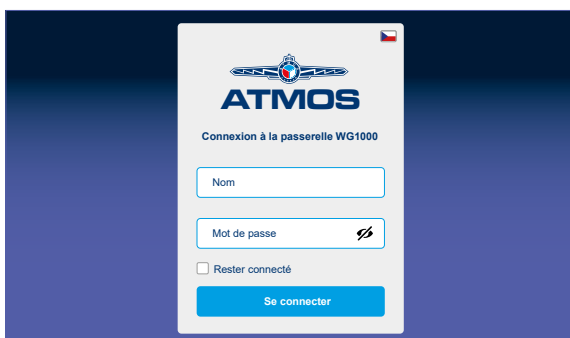 ATMOS
Connexion à la passerelle WG1000
Nom
Mot de passe
Rester connecté
Se connecter